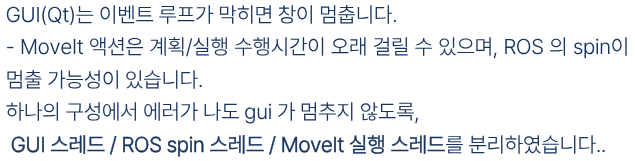 GUI(Qt)는 이벤트 루프가 막히면 창이 멈춥니다.
- MoveIt 액션은 계획/실행 수행시간이 오래 걸릴 수 있으며, ROS 의 spin이
멈출 가능성이 있습니다.
하나의 구성에서 에러가 나도 gui 가 멈추지 않도록,
GUI 스레드 / ROS spin 스레드 / MoveIt 실행 스레드를 분리하였습니다..